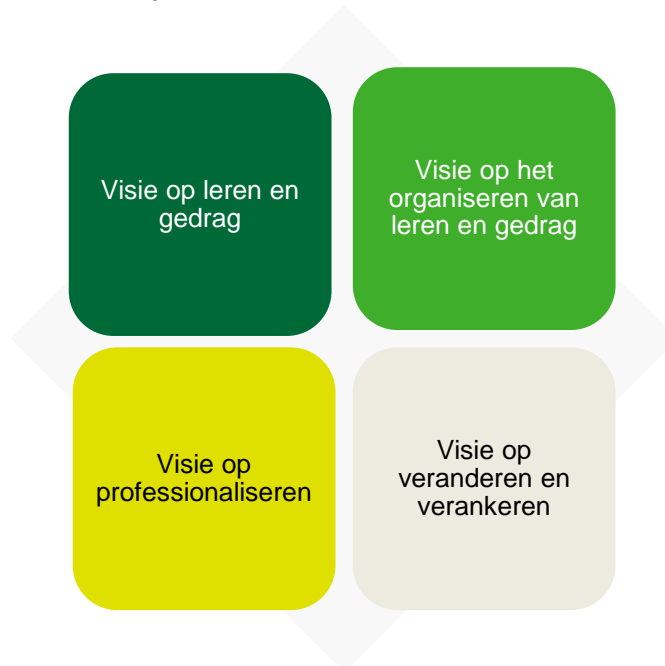 Visie op leren en
gedrag
Visie op het
organiseren van
leren en gedrag
Visie op
professionaliseren
Visie op
veranderen en
verankeren